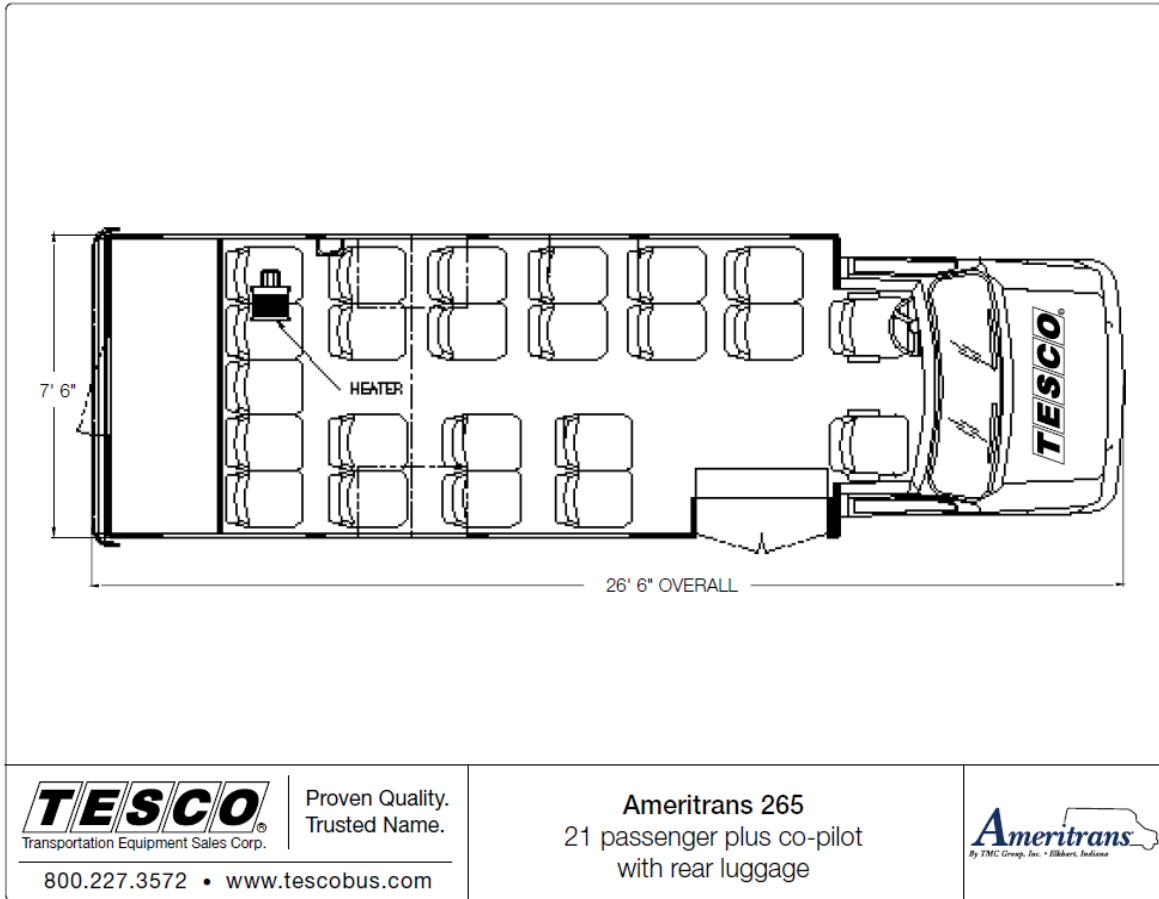 7' 6"
HEATER
TESCO®
26' 6" OVERALL
TESCO®
Transportation Equipment Sales Corp.
Proven Quality.
Trusted Name.
800.227.3572 • www.tescobus.com
Ameritrans 265
21 passenger plus co-pilot
with rear luggage
Ameritrans
By TMC Group, Inc. • Elkhart, Indiana